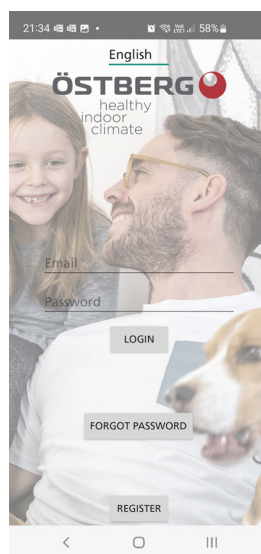 21:34 58%
English
ÖSTBERG
healthy
indoor
climate
Email
Password
LOGIN
FORGOT PASSWORD
REGISTER